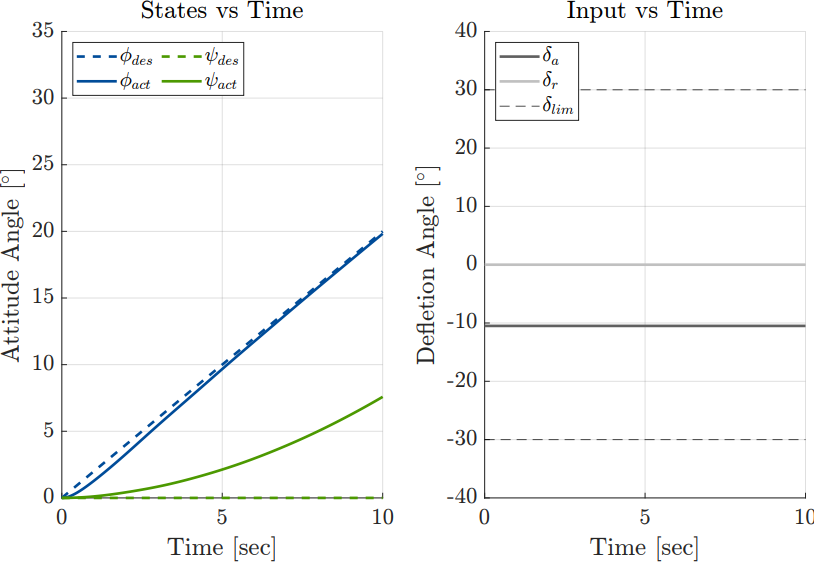 States vs Time
ϕ_des ψ_des
ϕ_act ψ_act
35
30
25
20
15
10
5
0
0 5 10
Attitude Angle [°]
Time [sec]
Input vs Time
δ_a
δ_r
δ_lim
40
30
20
10
0
-10
-20
-30
-40
0 5 10
Defletion Angle [°]
Time [sec]